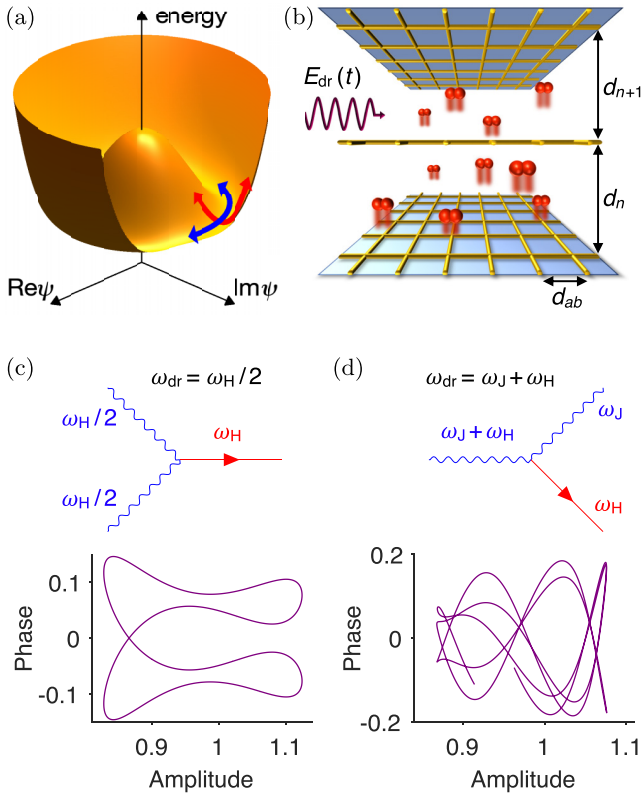 (a)
energy
Reψ
Imψ
(b)
E_dr(t)
d_n+1
d_n
d_ab
(c)
ω_dr = ω_H/2
ω_H/2
ω_H
ω_H/2
0.1
0
-0.1
Phase
0.9
1
1.1
Amplitude
(d)
ω_dr = ω_J + ω_H
ω_J + ω_H
ω_J
ω_H
0.2
0
-0.2
Phase
0.9
1
1.1
Amplitude